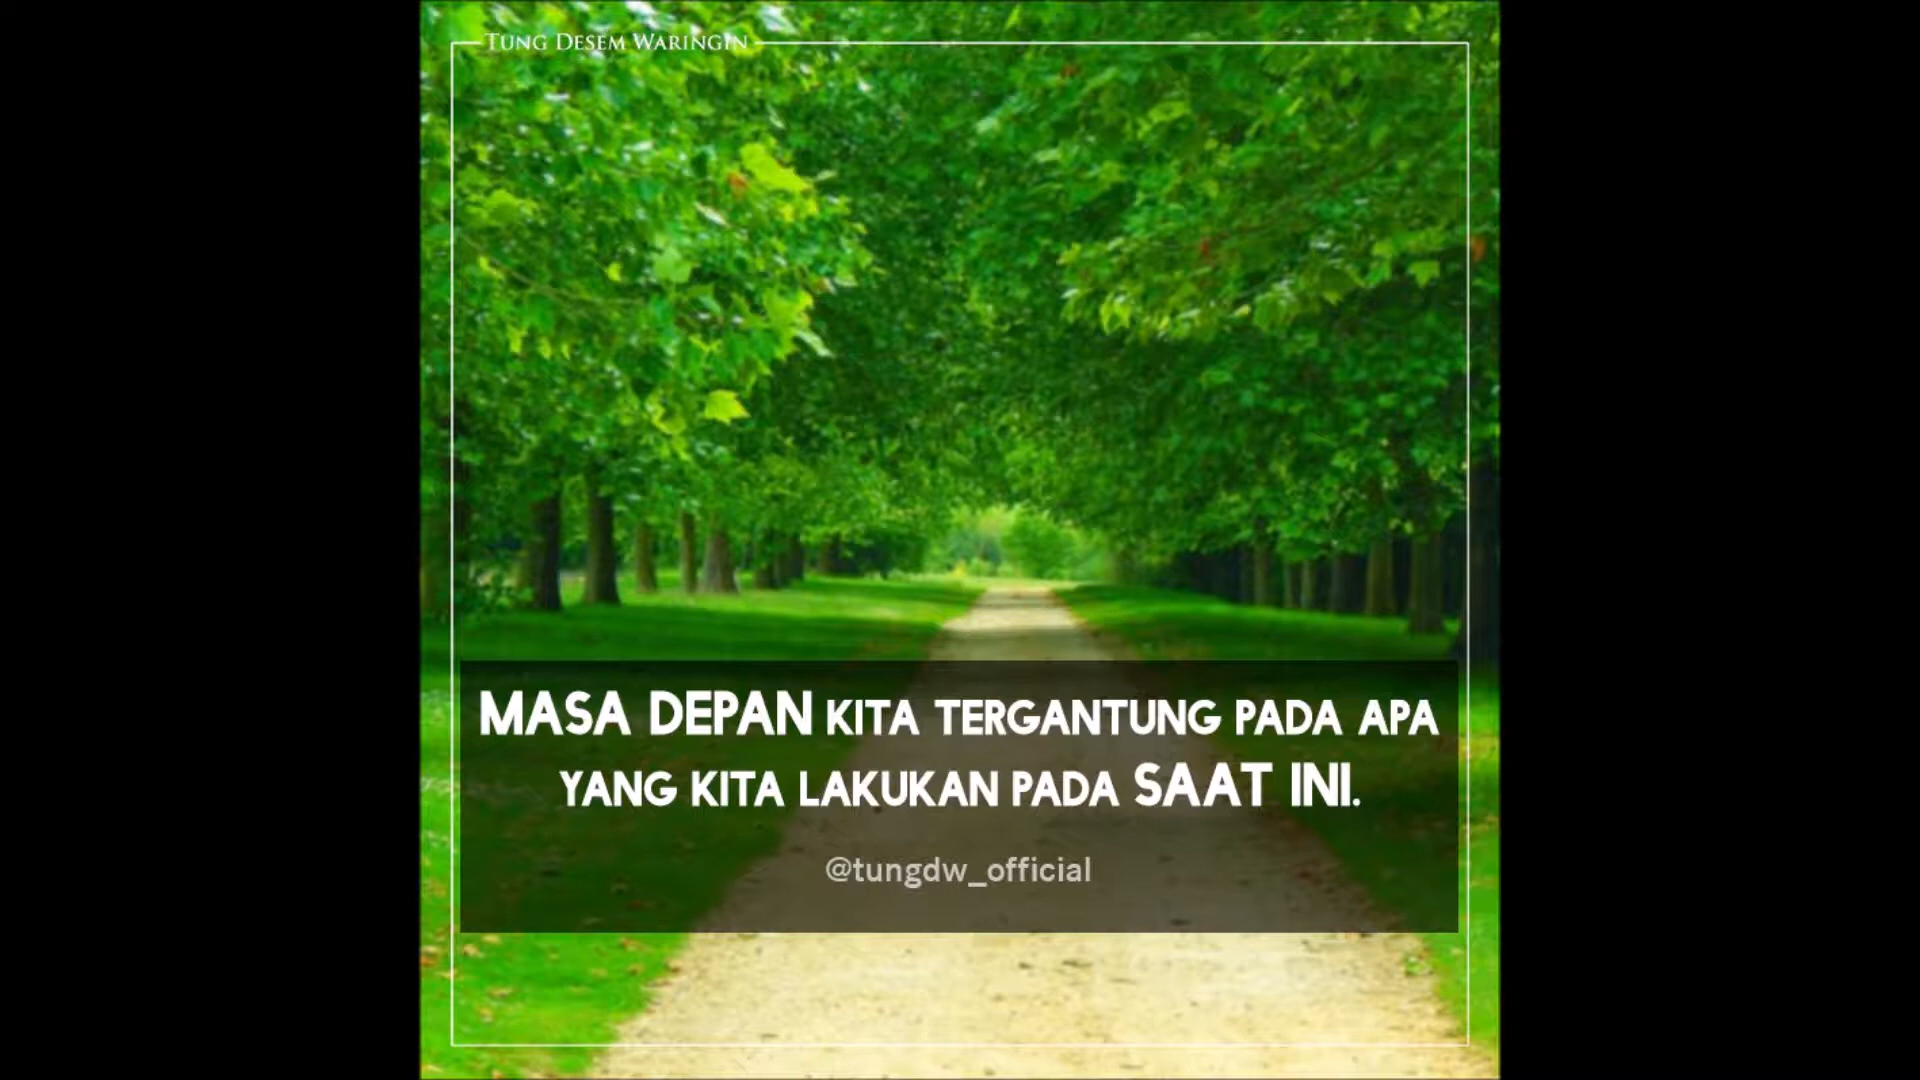 TUNG DESEM WARINGIN
MASA DEPAN KITA TERGANTUNG PADA APA
YANG KITA LAKUKAN PADA SAAT INI.
@tungdw_official